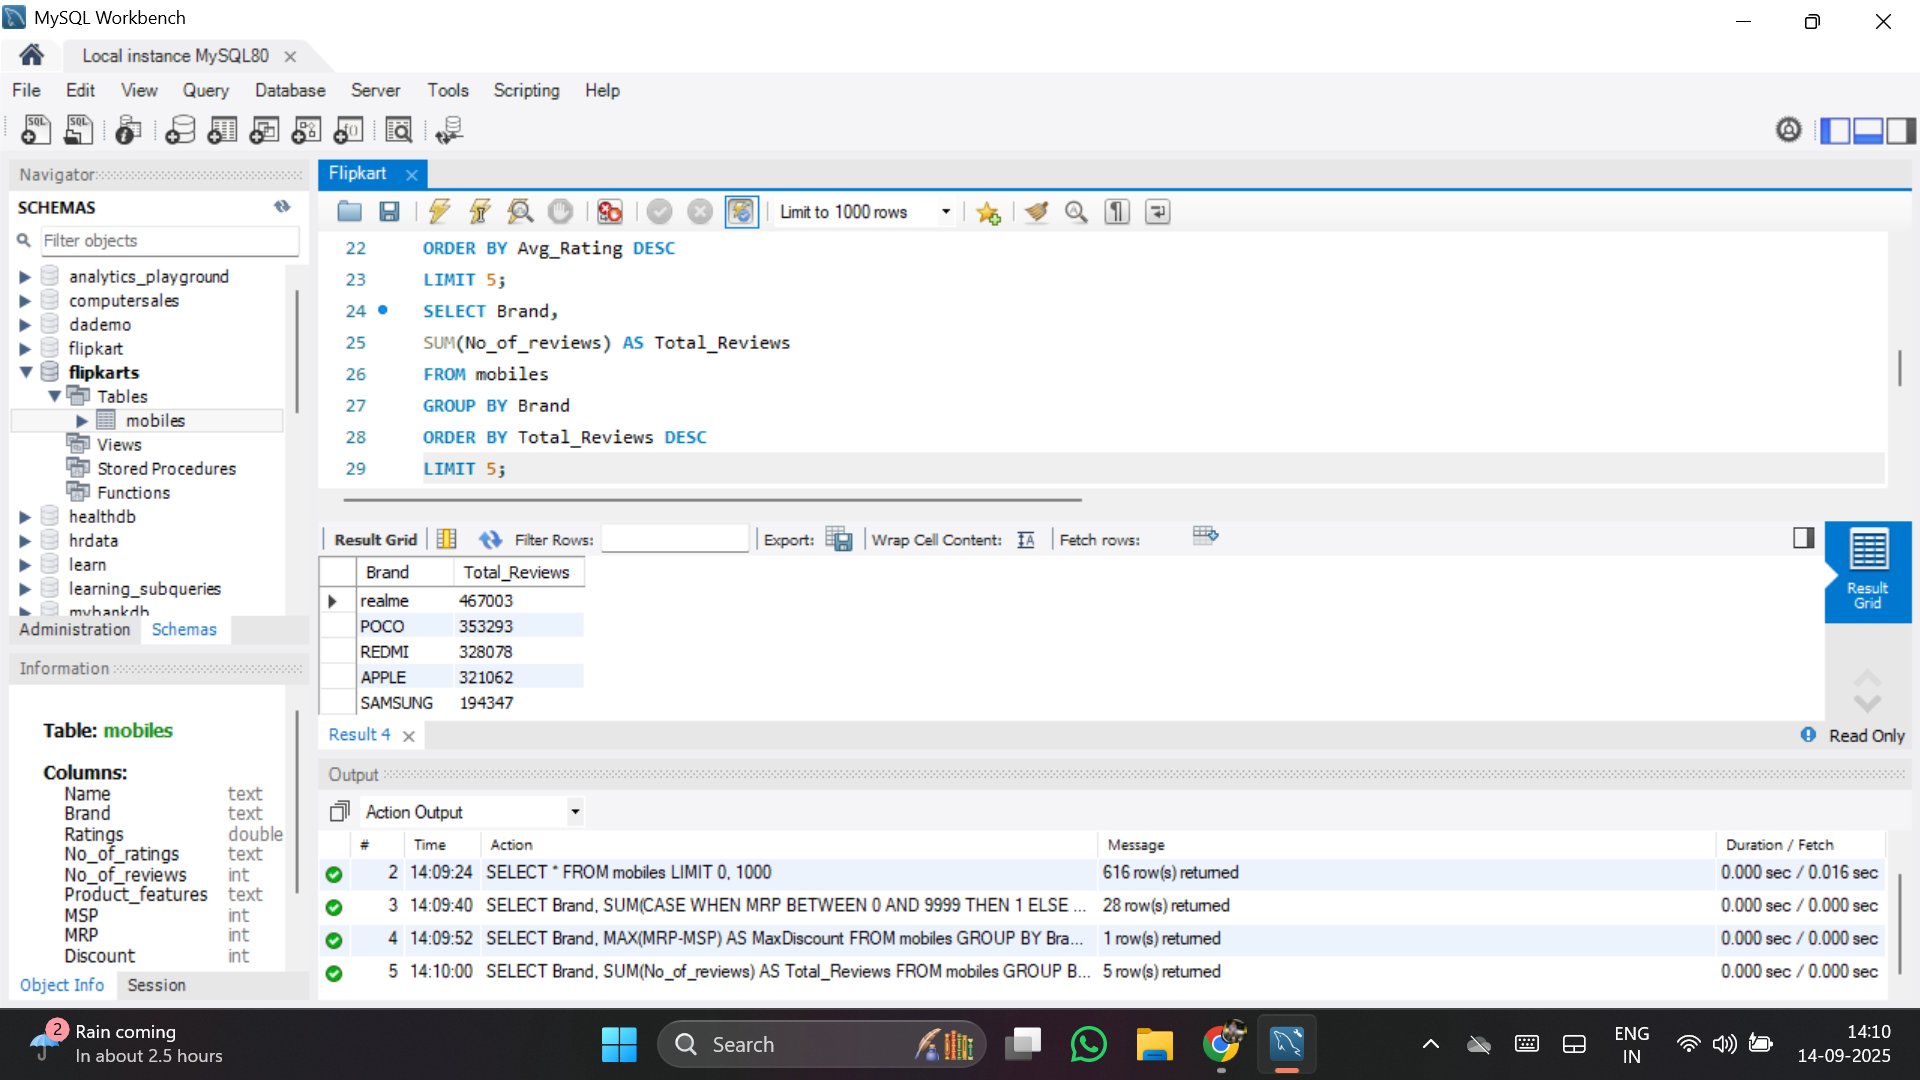 MySQL Workbench
Local instance MySQL80
File Edit View Query Database Server Tools Scripting Help
Navigator
SCHEMAS
Filter objects
analytics_playground
computersales
dademo
flipkart
flipkarts
Tables
mobiles
Views
Stored Procedures
Functions
healthdb
hrdata
learn
learning_subqueries
mybankdb
Administration Schemas
Information
Table: mobiles
Columns:
Name text
Brand text
Ratings double
No_of_ratings text
No_of_reviews int
Product_features text
MSP int
MRP int
Discount int
Object Info Session
Flipkart
Limit to 1000 rows
22 ORDER BY Avg_Rating DESC
23 LIMIT 5;
24 SELECT Brand,
25 SUM(No_of_reviews) AS Total_Reviews
26 FROM mobiles
27 GROUP BY Brand
28 ORDER BY Total_Reviews DESC
29 LIMIT 5;
Result Grid Filter Rows: Export: Wrap Cell Content: Fetch rows:
Brand Total_Reviews
realme 467003
POCO 353293
REDMI 328078
APPLE 321062
SAMSUNG 194347
Result Grid
Result 4
Read Only
Output
Action Output
# Time Action Message Duration / Fetch
2 14:09:24 SELECT * FROM mobiles LIMIT 0, 1000 616 row(s) returned 0.000 sec / 0.016 sec
3 14:09:40 SELECT Brand, SUM(CASE WHEN MRP BETWEEN 0 AND 9999 THEN 1 ELSE ... 28 row(s) returned 0.000 sec / 0.000 sec
4 14:09:52 SELECT Brand, MAX(MRP-MSP) AS MaxDiscount FROM mobiles GROUP BY Bra... 1 row(s) returned 0.000 sec / 0.000 sec
5 14:10:00 SELECT Brand, SUM(No_of_reviews) AS Total_Reviews FROM mobiles GROUP B... 5 row(s) returned 0.000 sec / 0.000 sec
2
Rain coming
In about 2.5 hours
Search
ENG
IN
14:10
14-09-2025